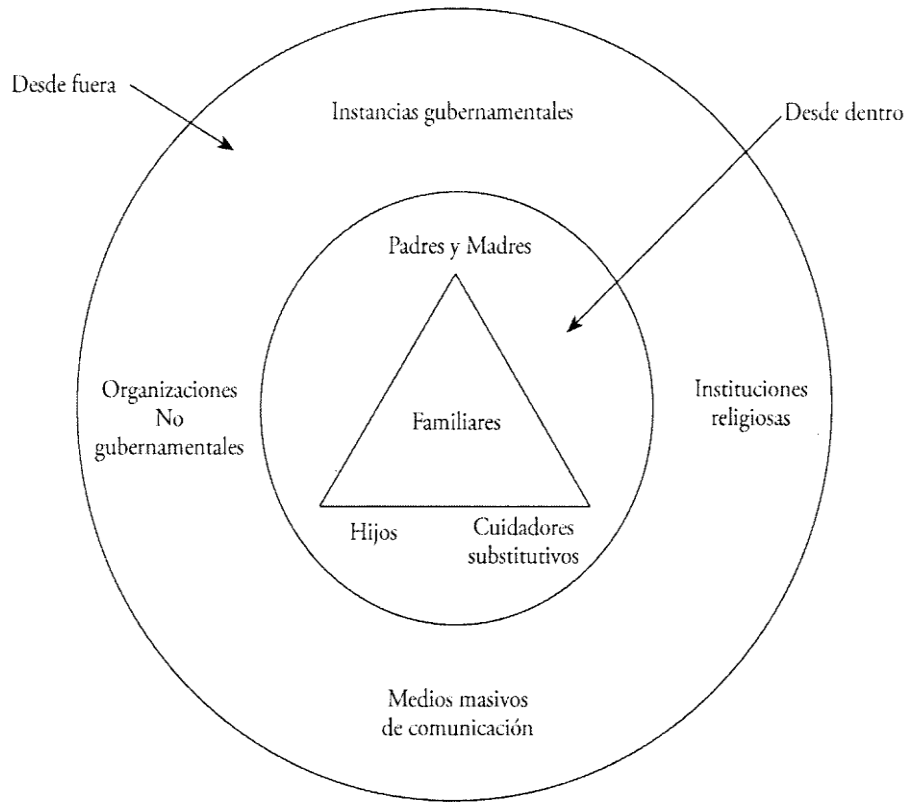 Desde fuera
Instancias gubernamentales
Desde dentro
Padres y Madres
Organizaciones
No
gubernamentales
Familiares
Instituciones
religiosas
Hijos
Cuidadores
substitutivos
Medios masivos
de comunicación